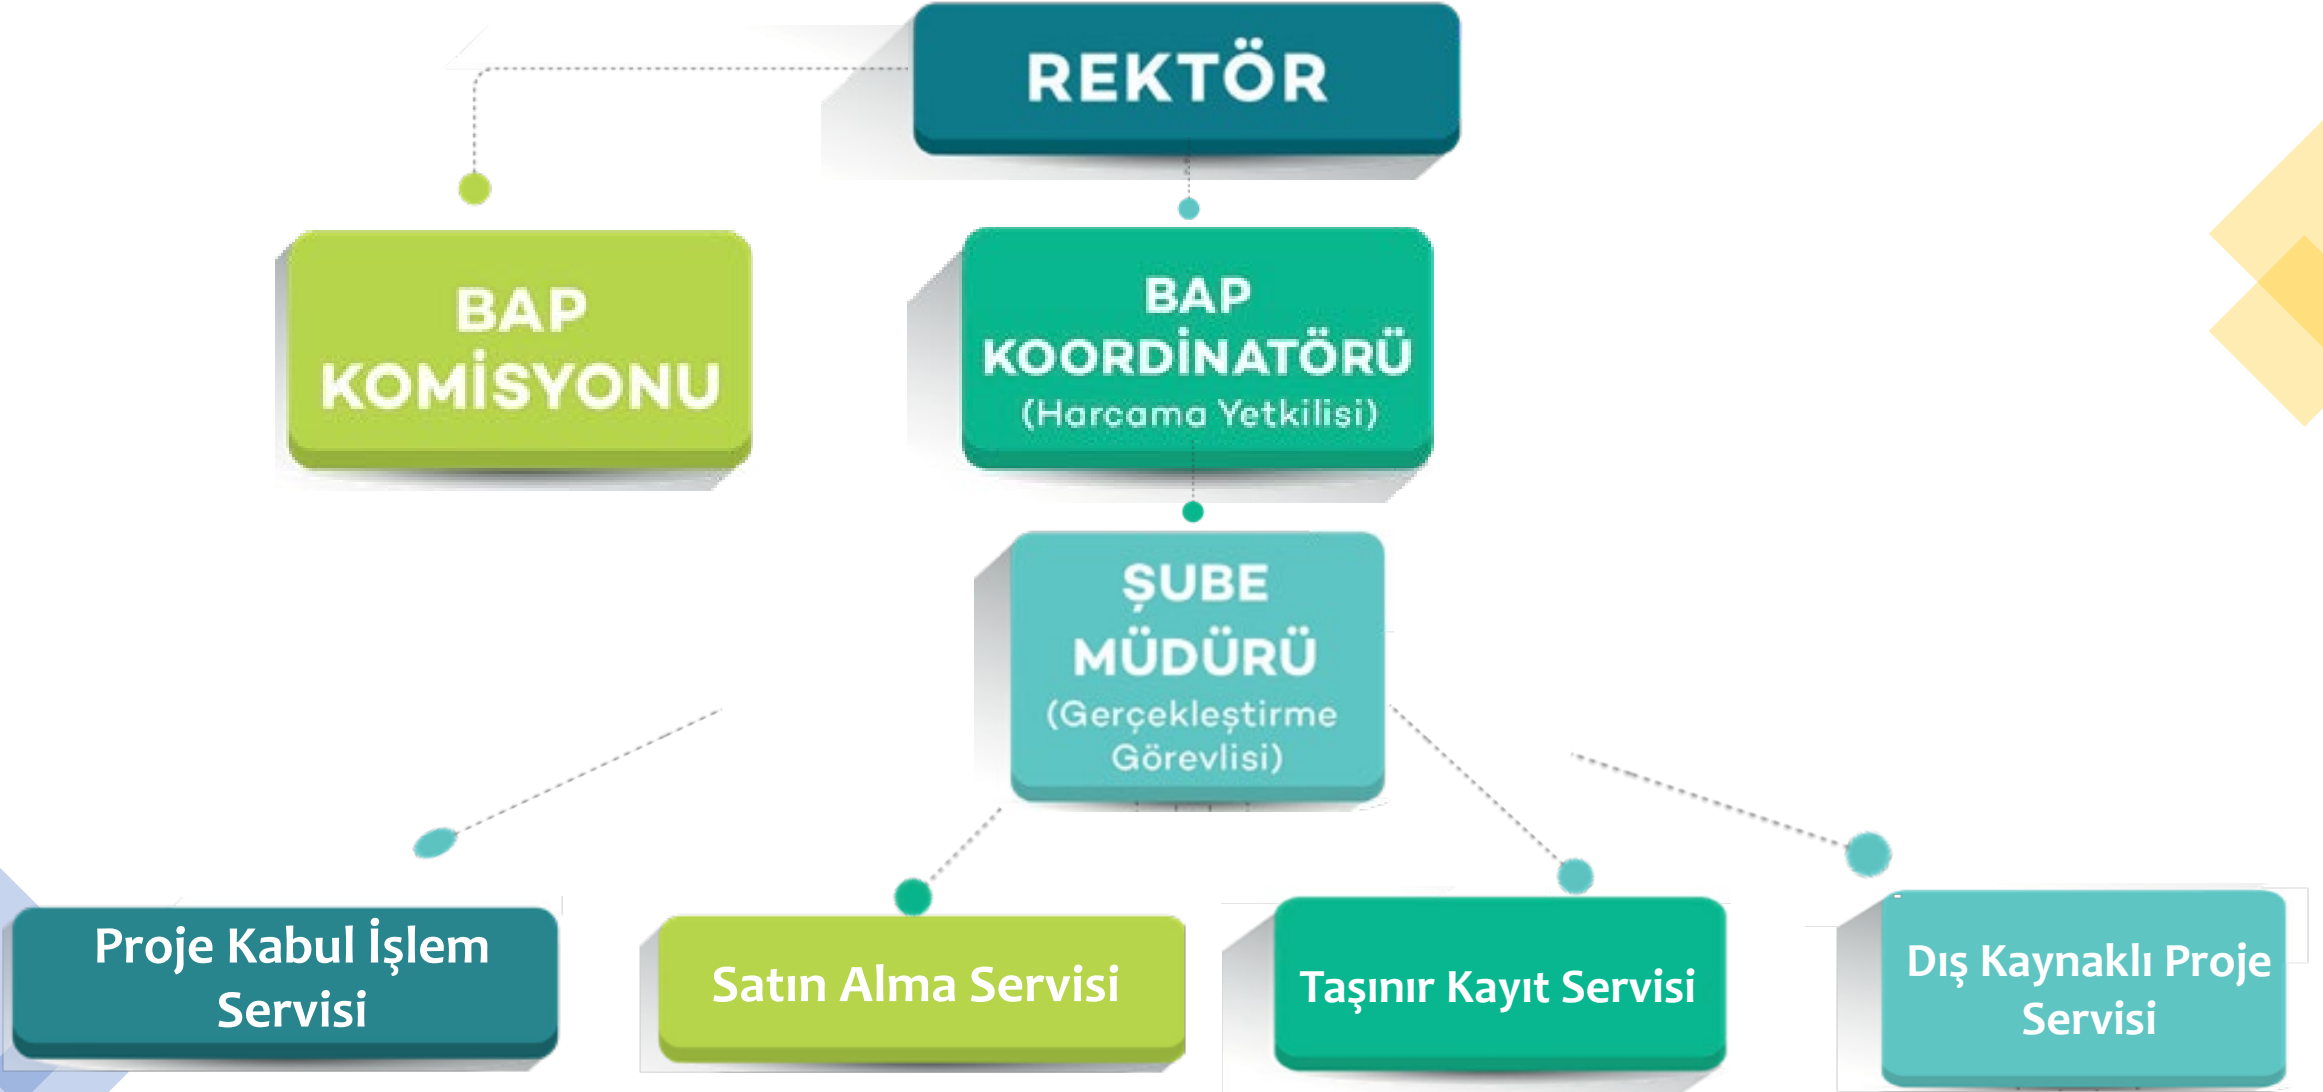 REKTÖR
BAP
KOMİSYONU
BAP
KOORDİNATÖRÜ
(Harcama Yetkilisi)
ŞUBE
MÜDÜRÜ
(Gerçekleştirme
Görevlisi)
Proje Kabul İşlem
Servisi
Satın Alma Servisi
Taşınır Kayıt Servisi
Dış Kaynaklı Proje
Servisi